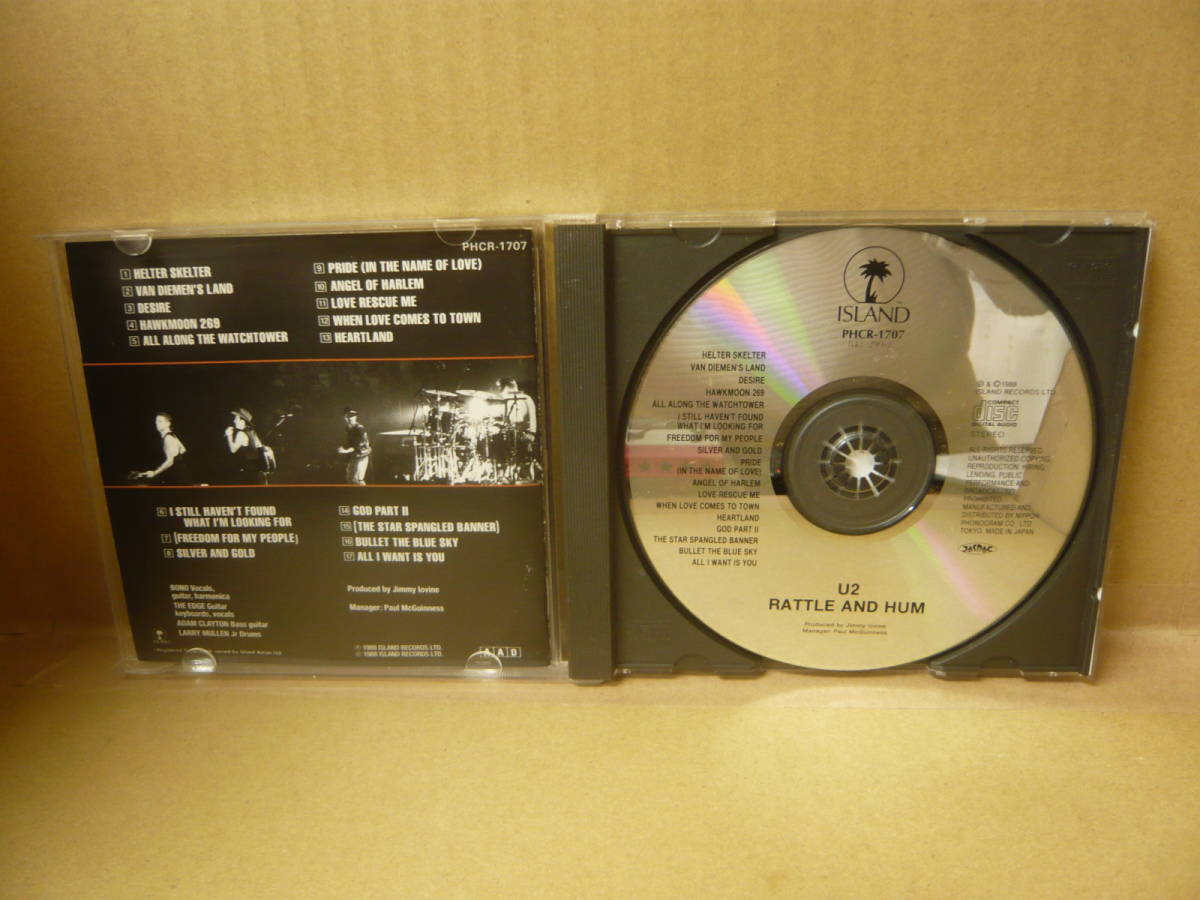 PHCR-1707
1 HELTER SKELTER
2 VAN DIEMEN'S LAND
3 DESIRE
4 HAWKMOON 269
5 ALL ALONG THE WATCHTOWER
9 PRIDE (IN THE NAME OF LOVE)
10 ANGEL OF HARLEM
11 LOVE RESCUE ME
12 WHEN LOVE COMES TO TOWN
13 HEARTLAND
6 I STILL HAVEN'T FOUND
WHAT I'M LOOKING FOR
7 (FREEDOM FOR MY PEOPLE)
8 SILVER AND GOLD
14 GOD PART II
15 (THE STAR SPANGLED BANNER)
16 BULLET THE BLUE SKY
17 ALL I WANT IS YOU
BONO Vocals,
guitar, harmonica
THE EDGE Guitar
keyboards, vocals
ADAM CLAYTON Bass guitar
LARRY MULLEN Jr Drums
Produced by Jimmy Iovine
Manager: Paul McGuinness
℗ 1988 ISLAND RECORDS LTD.
© 1988 ISLAND RECORDS LTD.
AAD
ISLAND
PHCR-1707
HELTER SKELTER
VAN DIEMEN'S LAND
DESIRE
HAWKMOON 269
ALL ALONG THE WATCHTOWER
I STILL HAVEN'T FOUND
WHAT I'M LOOKING FOR
FREEDOM FOR MY PEOPLE
SILVER AND GOLD
PRIDE
(IN THE NAME OF LOVE)
ANGEL OF HARLEM
LOVE RESCUE ME
WHEN LOVE COMES TO TOWN
HEARTLAND
GOD PART II
THE STAR SPANGLED BANNER
BULLET THE BLUE SKY
ALL I WANT IS YOU
℗ & © 1988
ISLAND RECORDS LTD
COMPACT
DISC
DIGITAL AUDIO
STEREO
ALL RIGHTS RESERVED
UNAUTHORIZED COPYING,
REPRODUCTION, HIRING,
LENDING, PUBLIC
PERFORMANCE AND
BROADCASTING
PROHIBITED.
MANUFACTURED AND
DISTRIBUTED BY NIPPON
PHONOGRAM CO. LTD.
TOKYO, MADE IN JAPAN
JASRAC
U2
RATTLE AND HUM
Produced by Jimmy Iovine
Manager: Paul McGuinness